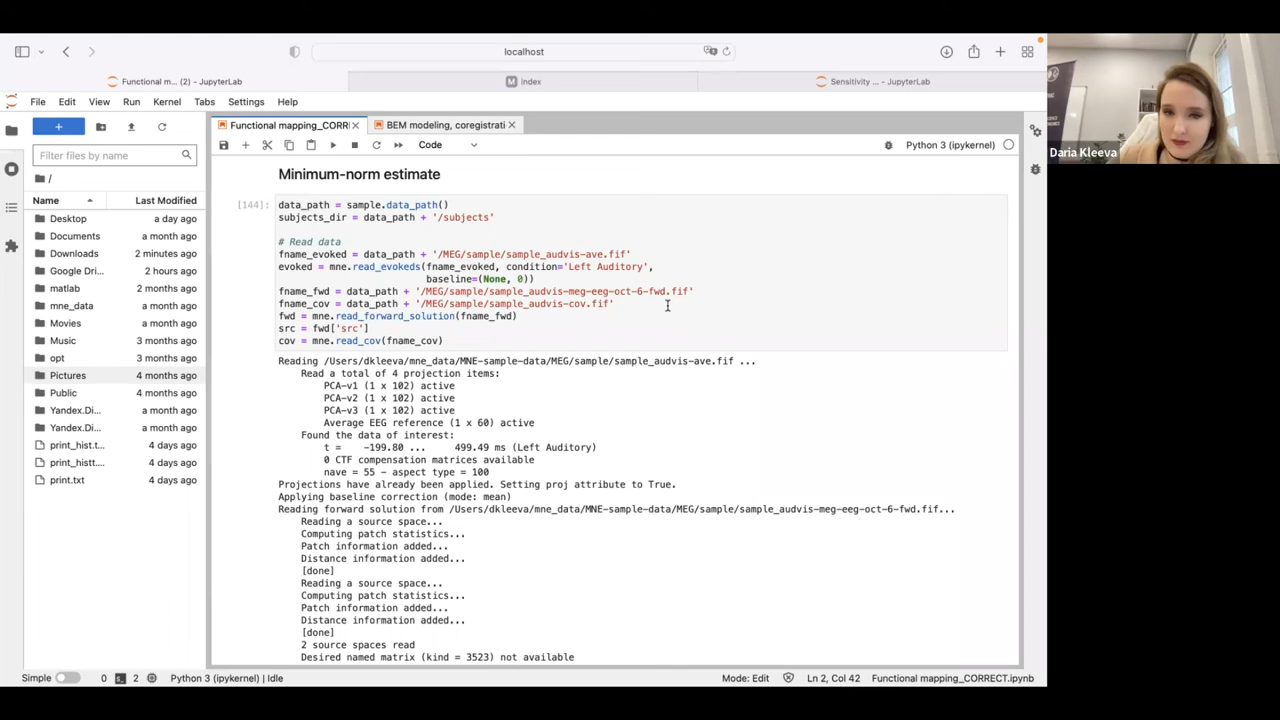 localhost
Functional m... (2) - JupyterLab
index
Sensitivity ... - JupyterLab
File Edit View Run Kernel Tabs Settings Help
Functional mapping_CORRI
BEM modeling, coregistrati
Code
Python 3 (ipykernel)
Filter files by name
/
Name Last Modified
Desktop a day ago
Documents a month ago
Downloads 2 minutes ago
Google Dri... 2 hours ago
matlab 2 months ago
mne_data 2 months ago
Movies a month ago
Music 3 months ago
opt 3 months ago
Pictures 4 months ago
Public 4 months ago
Yandex.Di... a month ago
Yandex.Di... a month ago
print_hist.t... 4 days ago
print_histt.... 4 days ago
print.txt 4 days ago
Minimum-norm estimate
[144]:
data_path = sample.data_path()
subjects_dir = data_path + '/subjects'
# Read data
fname_evoked = data_path + '/MEG/sample/sample_audvis-ave.fif'
evoked = mne.read_evokeds(fname_evoked, condition='Left Auditory',
baseline=(None, 0))
fname_fwd = data_path + '/MEG/sample/sample_audvis-meg-eeg-oct-6-fwd.fif'
fname_cov = data_path + '/MEG/sample/sample_audvis-cov.fif'
fwd = mne.read_forward_solution(fname_fwd)
src = fwd['src']
cov = mne.read_cov(fname_cov)
Reading /Users/dkleeva/mne_data/MNE-sample-data/MEG/sample/sample_audvis-ave.fif ...
Read a total of 4 projection items:
PCA-v1 (1 x 102) active
PCA-v2 (1 x 102) active
PCA-v3 (1 x 102) active
Average EEG reference (1 x 60) active
Found the data of interest:
t = -199.80 ... 499.49 ms (Left Auditory)
0 CTF compensation matrices available
nave = 55 - aspect type = 100
Projections have already been applied. Setting proj attribute to True.
Applying baseline correction (mode: mean)
Reading forward solution from /Users/dkleeva/mne_data/MNE-sample-data/MEG/sample/sample_audvis-meg-eeg-oct-6-fwd.fif...
Reading a source space...
Computing patch statistics...
Patch information added...
Distance information added...
[done]
Reading a source space...
Computing patch statistics...
Patch information added...
Distance information added...
[done]
2 source spaces read
Desired named matrix (kind = 3523) not available
Simple 0 2 Python 3 (ipykernel) | Idle
Mode: Edit Ln 2, Col 42 Functional mapping_CORRECT.ipynb
Daria Kleeva